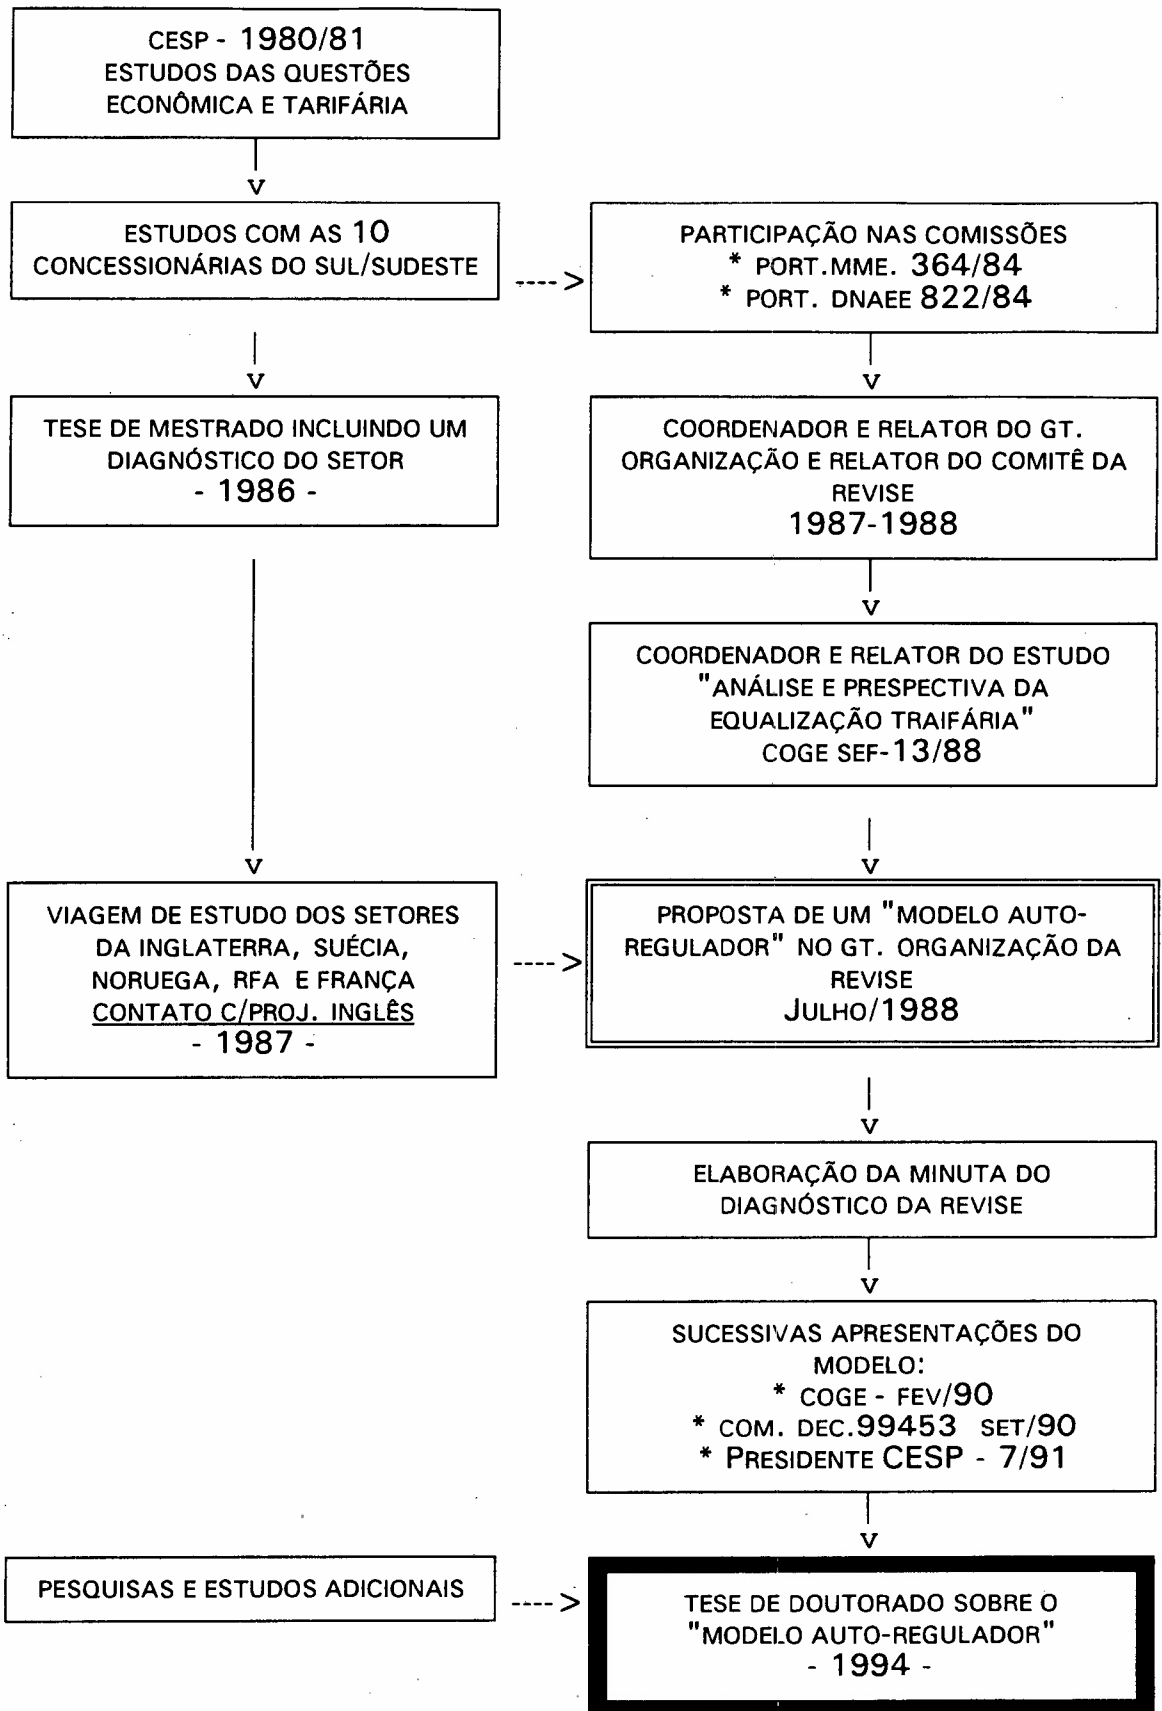 CESP - 1980/81
ESTUDOS DAS QUESTÕES
ECONÔMICA E TARIFÁRIA
V
ESTUDOS COM AS 10
CONCESSIONÁRIAS DO SUL/SUDESTE
---->
PARTICIPAÇÃO NAS COMISSÕES
* PORT.MME. 364/84
* PORT. DNAEE 822/84
V
V
TESE DE MESTRADO INCLUINDO UM
DIAGNÓSTICO DO SETOR
- 1986 -
COORDENADOR E RELATOR DO GT.
ORGANIZAÇÃO E RELATOR DO COMITÊ DA
REVISE
1987-1988
V
COORDENADOR E RELATOR DO ESTUDO
"ANÁLISE E PRESPECTIVA DA
EQUALIZAÇÃO TRAIFÁRIA"
COGE SEF-13/88
V
V
VIAGEM DE ESTUDO DOS SETORES
DA INGLATERRA, SUÉCIA,
NORUEGA, RFA E FRANÇA
CONTATO C/PROJ. INGLÊS
- 1987 -
---->
PROPOSTA DE UM "MODELO AUTO-
REGULADOR" NO GT. ORGANIZAÇÃO DA
REVISE
JULHO/1988
V
ELABORAÇÃO DA MINUTA DO
DIAGNÓSTICO DA REVISE
V
SUCESSIVAS APRESENTAÇÕES DO
MODELO:
* COGE - FEV/90
* COM. DEC.99453 SET/90
* PRESIDENTE CESP - 7/91
V
PESQUISAS E ESTUDOS ADICIONAIS
---->
TESE DE DOUTORADO SOBRE O
"MODELO AUTO-REGULADOR"
- 1994 -